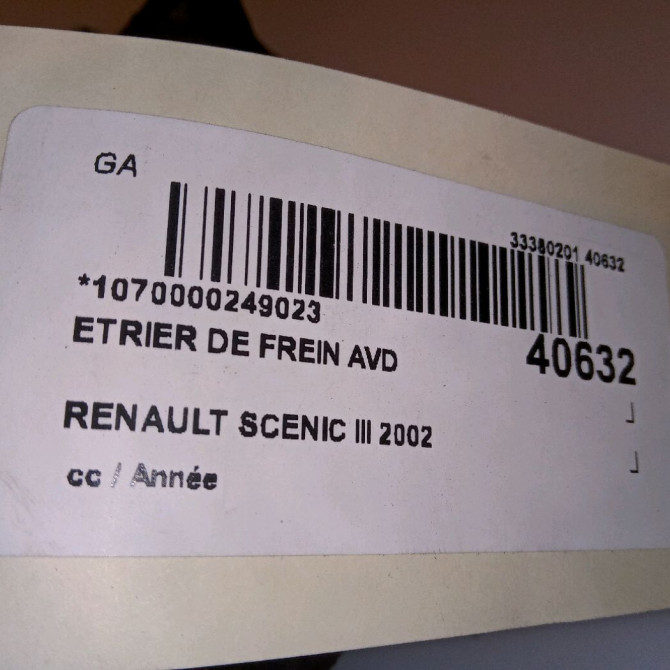 GA
33380201 40632
*1070000249023
ETRIER DE FREIN AVD
40632
RENAULT SCENIC III 2002
cc / Année